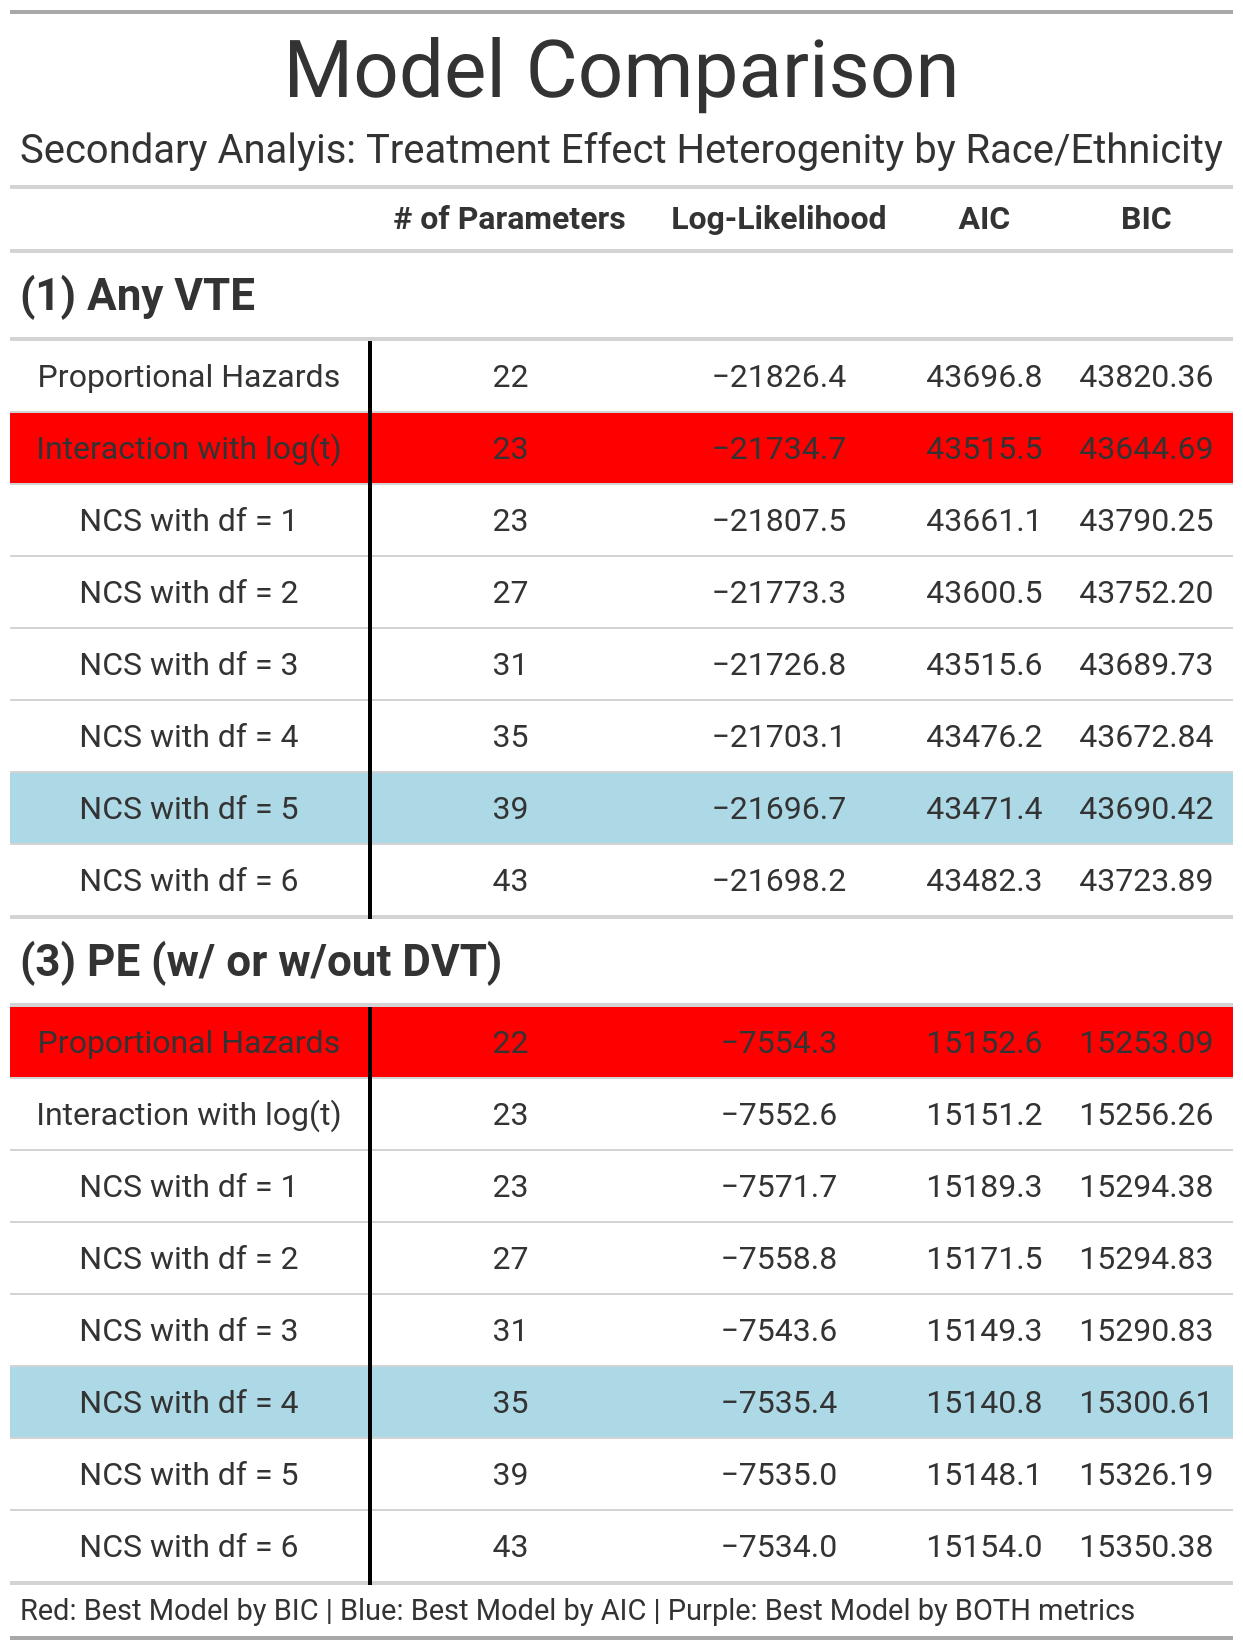 Model Comparison
Secondary Analyis: Treatment Effect Heterogenity by Race/Ethnicity
# of Parameters Log-Likelihood AIC BIC
(1) Any VTE
Proportional Hazards 22 −21826.4 43696.8 43820.36
Interaction with log(t) 23 −21734.7 43515.5 43644.69
NCS with df = 1 23 −21807.5 43661.1 43790.25
NCS with df = 2 27 −21773.3 43600.5 43752.20
NCS with df = 3 31 −21726.8 43515.6 43689.73
NCS with df = 4 35 −21703.1 43476.2 43672.84
NCS with df = 5 39 −21696.7 43471.4 43690.42
NCS with df = 6 43 −21698.2 43482.3 43723.89
(3) PE (w/ or w/out DVT)
Proportional Hazards 22 −7554.3 15152.6 15253.09
Interaction with log(t) 23 −7552.6 15151.2 15256.26
NCS with df = 1 23 −7571.7 15189.3 15294.38
NCS with df = 2 27 −7558.8 15171.5 15294.83
NCS with df = 3 31 −7543.6 15149.3 15290.83
NCS with df = 4 35 −7535.4 15140.8 15300.61
NCS with df = 5 39 −7535.0 15148.1 15326.19
NCS with df = 6 43 −7534.0 15154.0 15350.38
Red: Best Model by BIC | Blue: Best Model by AIC | Purple: Best Model by BOTH metrics